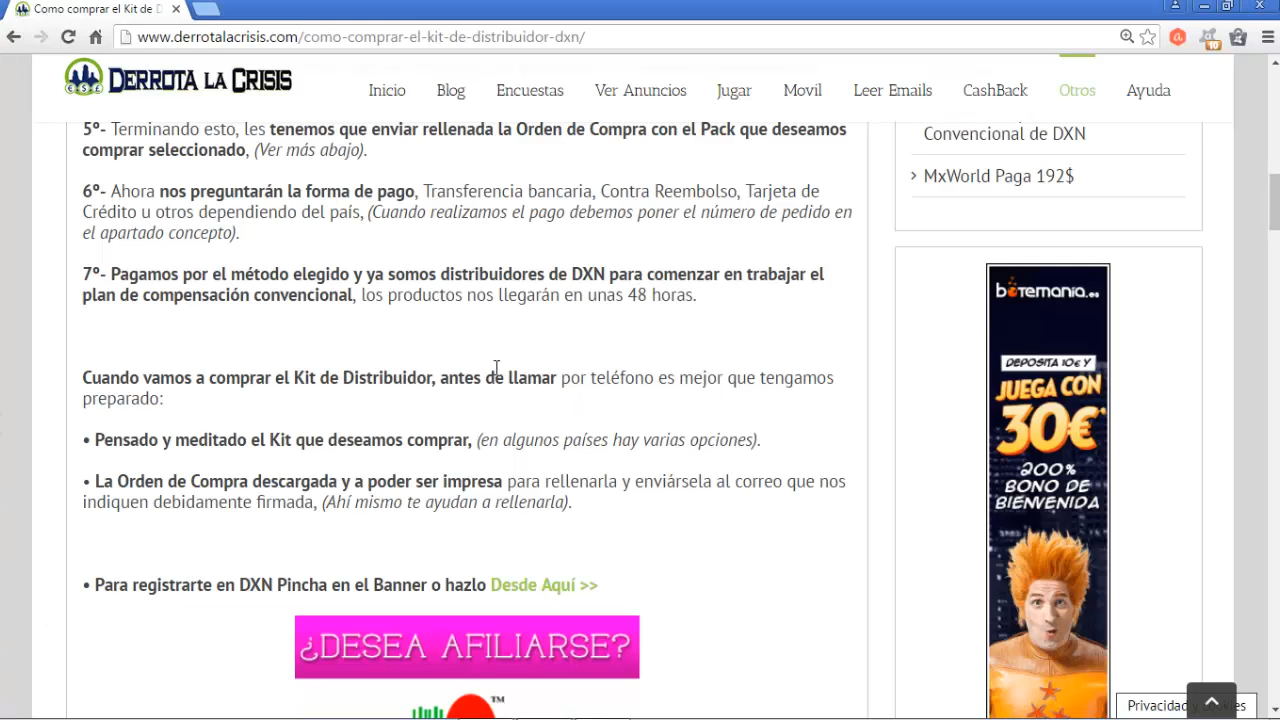 Como comprar el Kit de D
www.derrotalacrisis.com/como-comprar-el-kit-de-distribuidor-dxn/
10
DERROTA LA CRISIS
Inicio Blog Encuestas Ver Anuncios Jugar Movil Leer Emails CashBack Otros Ayuda
5º- Terminando esto, les tenemos que enviar rellenada la Orden de Compra con el Pack que deseamos
comprar seleccionado, (Ver más abajo).
6º- Ahora nos preguntarán la forma de pago, Transferencia bancaria, Contra Reembolso, Tarjeta de
Crédito u otros dependiendo del país, (Cuando realizamos el pago debemos poner el número de pedido en
el apartado concepto).
7º- Pagamos por el método elegido y ya somos distribuidores de DXN para comenzar en trabajar el
plan de compensación convencional, los productos nos llegarán en unas 48 horas.
Cuando vamos a comprar el Kit de Distribuidor, antes de llamar por teléfono es mejor que tengamos
preparado:
• Pensado y meditado el Kit que deseamos comprar, (en algunos países hay varias opciones).
• La Orden de Compra descargada y a poder ser impresa para rellenarla y enviársela al correo que nos
indiquen debidamente firmada, (Ahí mismo te ayudan a rellenarla).
• Para registrarte en DXN Pincha en el Banner o hazlo Desde Aquí >>
¿DESEA AFILIARSE?
TM
Convencional de DXN
> MxWorld Paga 192$
botemania.es
DEPOSITA 10€ Y
JUEGA CON
30€*
200%
BONO DE
BIENVENIDA
Privacidad y cookies